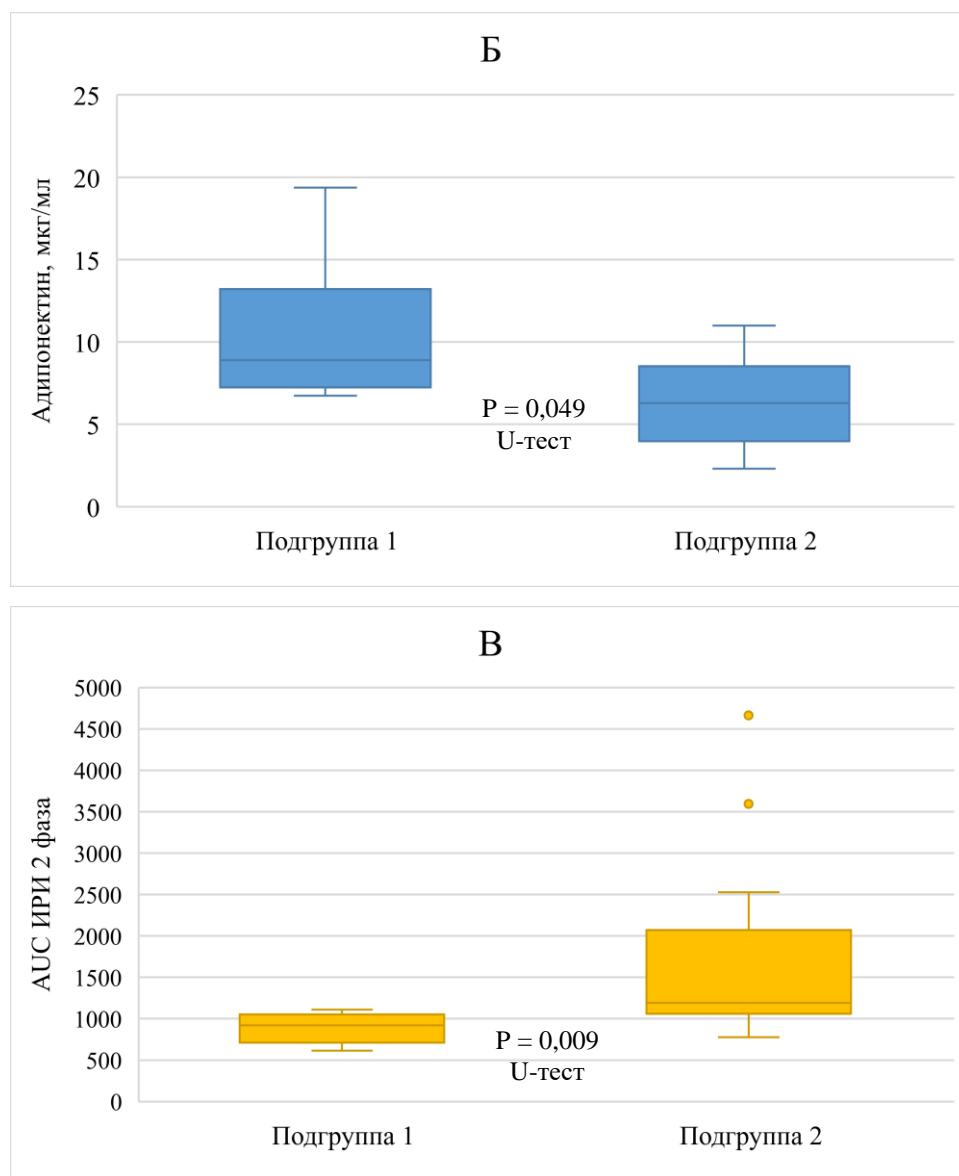 Б
25
20
15
10
5
0
Адипонектин, мкг/мл
P = 0,049
U-тест
Подгруппа 1
Подгруппа 2
В
5000
4500
4000
3500
3000
2500
2000
1500
1000
500
0
AUC ИРИ 2 фаза
P = 0,009
U-тест
Подгруппа 1
Подгруппа 2